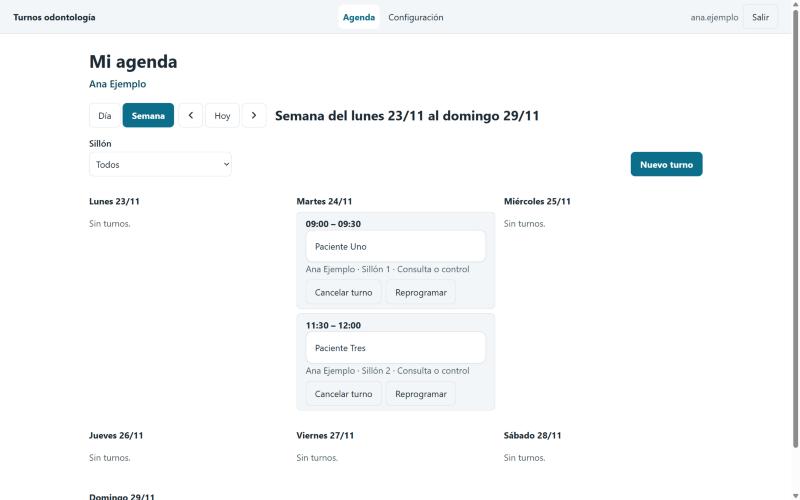 Turnos odontología
Agenda
Configuración
ana.ejemplo
Salir
Mi agenda
Ana Ejemplo
Día
Semana
Hoy
Semana del lunes 23/11 al domingo 29/11
Sillón
Todos
Nuevo turno
Lunes 23/11
Sin turnos.
Martes 24/11
09:00 – 09:30
Paciente Uno
Ana Ejemplo · Sillón 1 · Consulta o control
Cancelar turno
Reprogramar
11:30 – 12:00
Paciente Tres
Ana Ejemplo · Sillón 2 · Consulta o control
Cancelar turno
Reprogramar
Miércoles 25/11
Sin turnos.
Jueves 26/11
Sin turnos.
Viernes 27/11
Sin turnos.
Sábado 28/11
Sin turnos.
Domingo 29/11